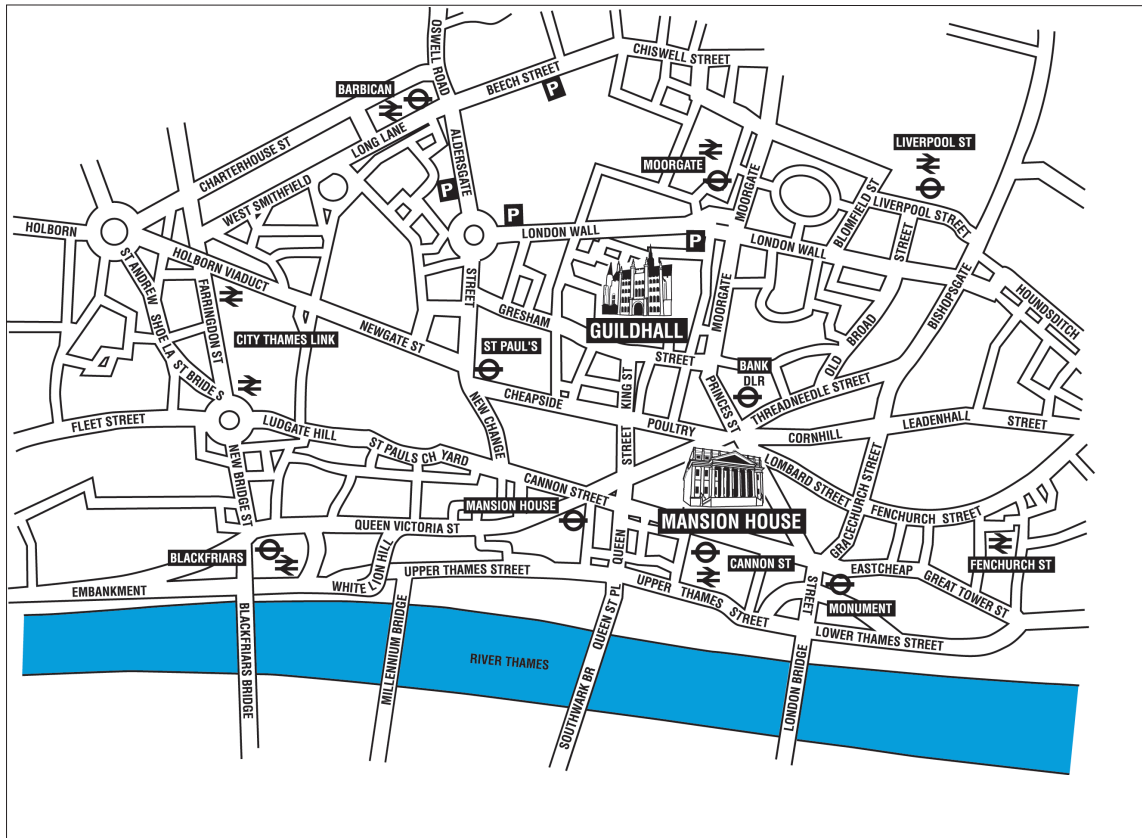 OSWELL ROAD
CHISWELL STREET
BEECH STREET
BARBICAN
P
LONG LANE
ALDERSGATE
CHARTERHOUSE ST
WEST SMITHFIELD
LIVERPOOL ST
MOORGATE
MOORGATE
P
P
BLOMFIELD ST
LIVERPOOL STREET
STREET
HOLBORN
LONDON WALL
P
LONDON WALL
ST ANDREW
HOLBORN VIADUCT
FARRINGDON ST
STREET
BISHOPSGATE
HOUNDSDITCH
GRESHAM
GUILDHALL
MOORGATE
SHOE LA
CITY THAMES LINK
NEWGATE ST
ST PAUL'S
STREET
OLD BROAD
BANK
DLR
ST BRIDE S
KING ST
PRINCES ST
THREADNEEDLE STREET
CHEAPSIDE
NEW CHANGE
FLEET STREET
LUDGATE HILL
POULTRY
CORNHILL
LEADENHALL
STREET
ST PAULS CH YARD
STREET
NEW BRIDGE ST
CANNON STREET
LOMBARD STREET
GRACECHURCH STREET
MANSION HOUSE
MANSION HOUSE
FENCHURCH STREET
QUEEN VICTORIA ST
QUEEN
BLACKFRIARS
CANNON ST
FENCHURCH ST
UPPER THAMES STREET
EASTCHEAP
WHITE LYON HILL
EMBANKMENT
UPPER THAMES STREET
STREET
GREAT TOWER ST
MONUMENT
QUEEN ST PL
LOWER THAMES STREET
BLACKFRIARS BRIDGE
MILLENNIUM BRIDGE
RIVER THAMES
SOUTHWARK BR
LONDON BRIDGE